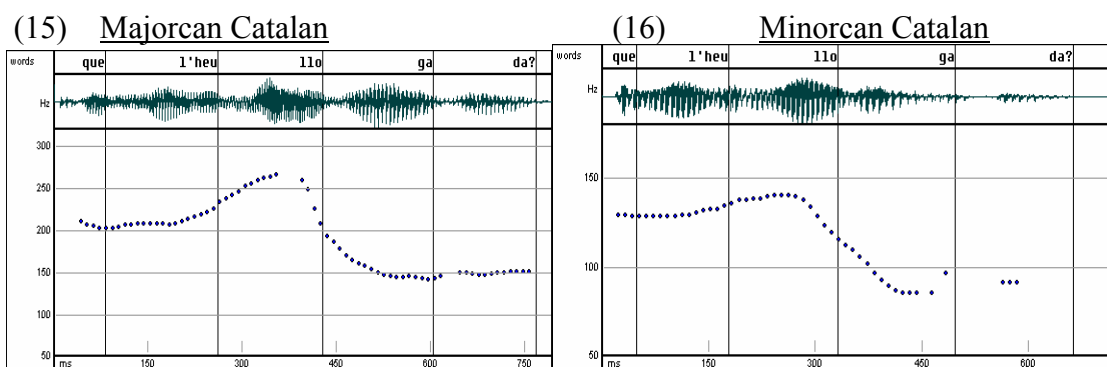 (15) Majorcan Catalan
words que l'heu llo ga da?
Hz
300
250
200
150
100
50
ms 150 300 450 600 750
(16) Minorcan Catalan
words que l'heu llo ga da?
Hz
150
100
50
ms 150 300 450 600